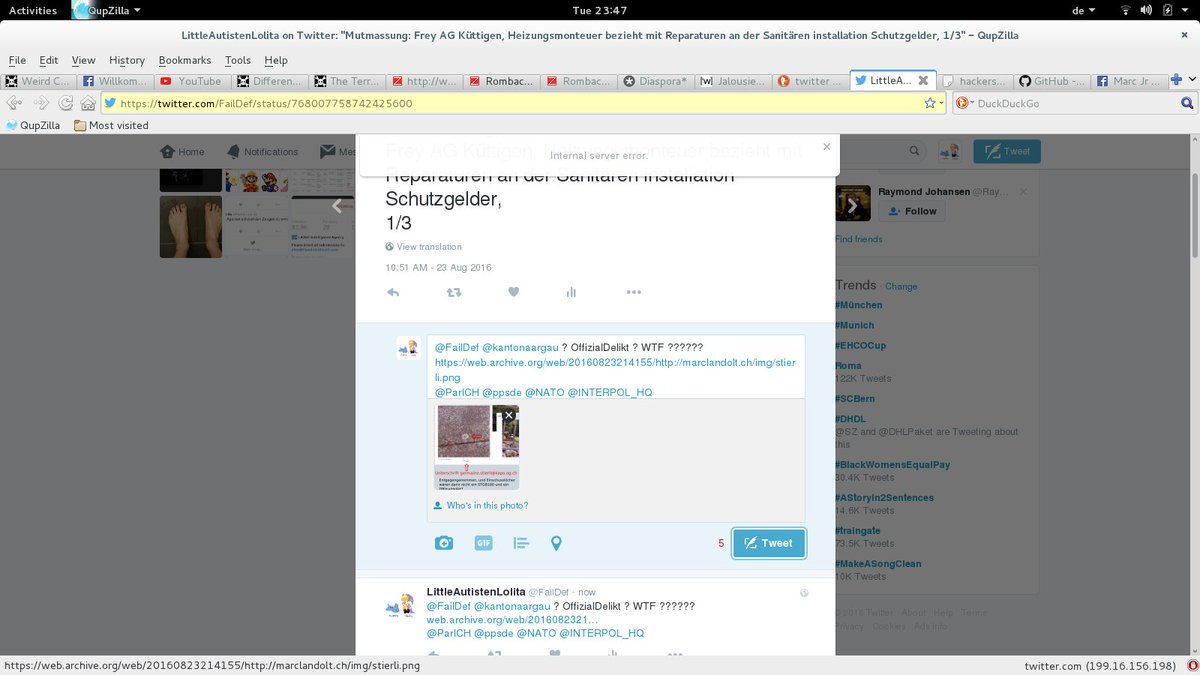 Activities
QupZilla
Tue 23:47
de
LittleAutistenLolita on Twitter: "Mutmassung: Frey AG Küttigen, Heizungsmonteuer bezieht mit Reparaturen an der Sanitären installation Schutzgelder, 1/3" – QupZilla
File Edit View History Bookmarks Tools Help
Weird C...
Willkom...
YouTube
Differen...
The Terr...
http://w...
Rombac...
Rombac...
Diaspora*
Jalousie...
twitter ...
LittleA...
hackers...
GitHub -...
Marc Jr ...
https://twitter.com/FailDef/status/768007758742425600
DuckDuckGo
QupZilla
Most visited
Home
Notifications
Mes
Tweet
Frey AG Küttigen, Heizungsmonteuer bezieht mit
Internal server error.
Reparaturen an der Sanitären installation
Schutzgelder,
1/3
View translation
10:51 AM - 23 Aug 2016
@FailDef @kantonaargau ? OffizialDelikt ? WTF ??????
https://web.archive.org/web/20160823214155/http://marclandolt.ch/img/stier
li.png
@ParlCH @ppsde @NATO @INTERPOL_HQ
Who's in this photo?
GIF
5
Tweet
LittleAutistenLolita @FailDef · now
@FailDef @kantonaargau ? OffizialDelikt ? WTF ??????
web.archive.org/web/2016082321...
@ParlCH @ppsde @NATO @INTERPOL_HQ
Raymond Johansen @Ray...
Follow
Find friends
Trends · Change
#München
#Munich
#EHCOCup
Roma
122K Tweets
#SCBern
#DHDL
@SZ and @DHLPaket are Tweeting about
this
#BlackWomensEqualPay
30.4K Tweets
#AStoryIn2Sentences
14.6K Tweets
#traingate
73.5K Tweets
#MakeASongClean
10K Tweets
© 2016 Twitter About Help Terms
Privacy Cookies Ads info
https://web.archive.org/web/20160823214155/http://marclandolt.ch/img/stierli.png
twitter.com (199.16.156.198)